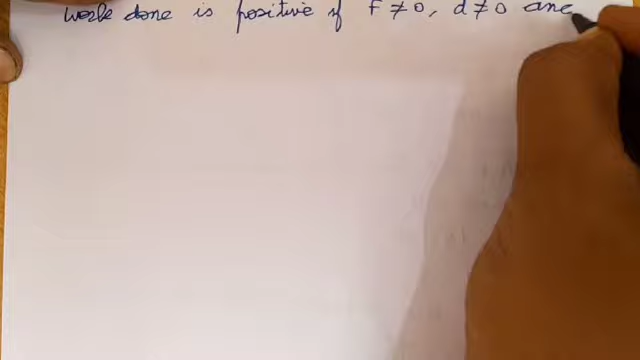 work done is positive if F ≠ 0, d ≠ 0 and